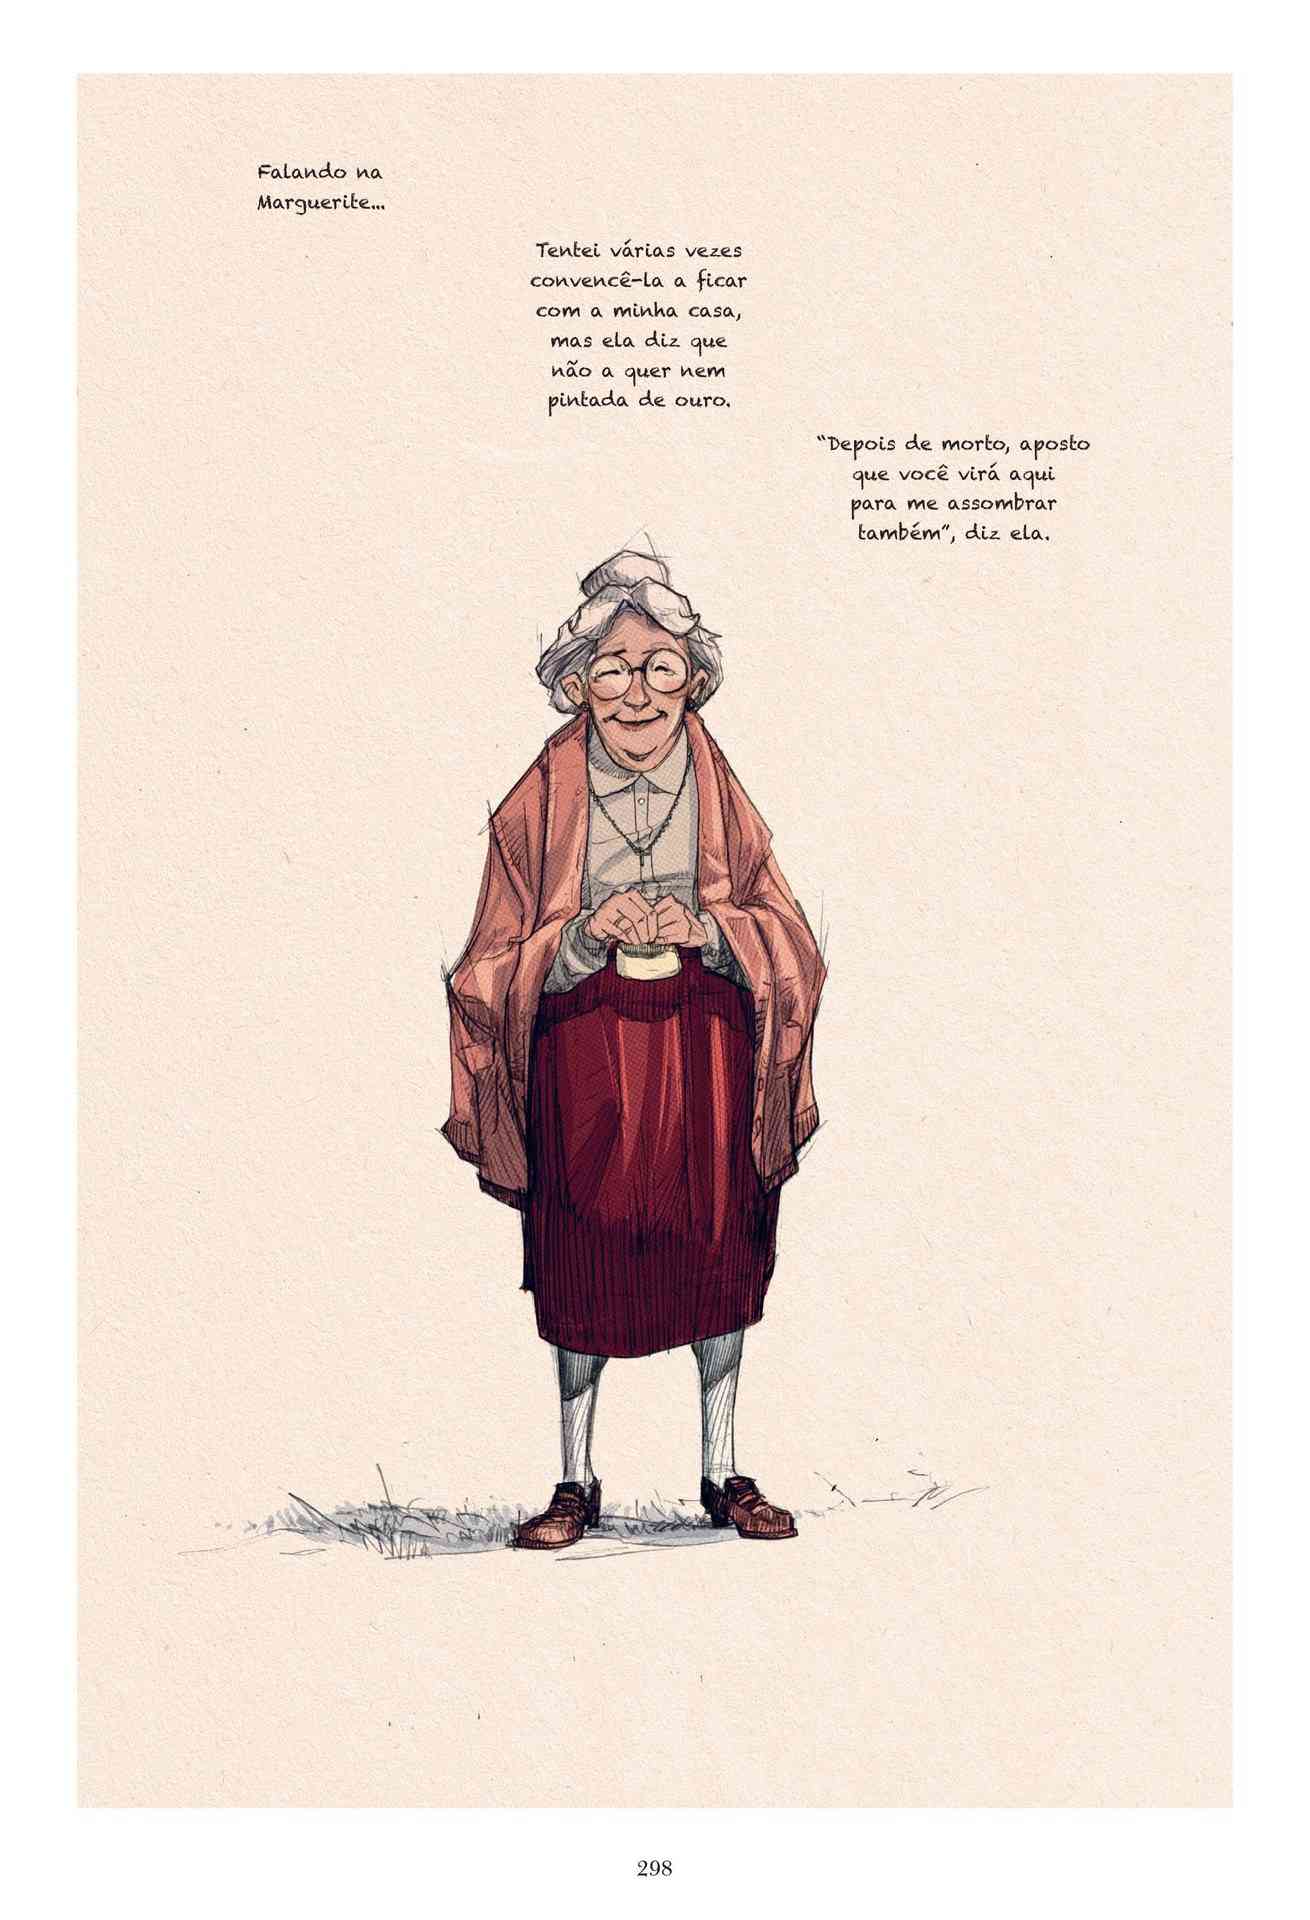 Falando na
Marguerite...
Tentei várias vezes
convencê-la a ficar
com a minha casa,
mas ela diz que
não a quer nem
pintada de ouro.
“Depois de morto, aposto
que você virá aqui
para me assombrar
também”, diz ela.
298